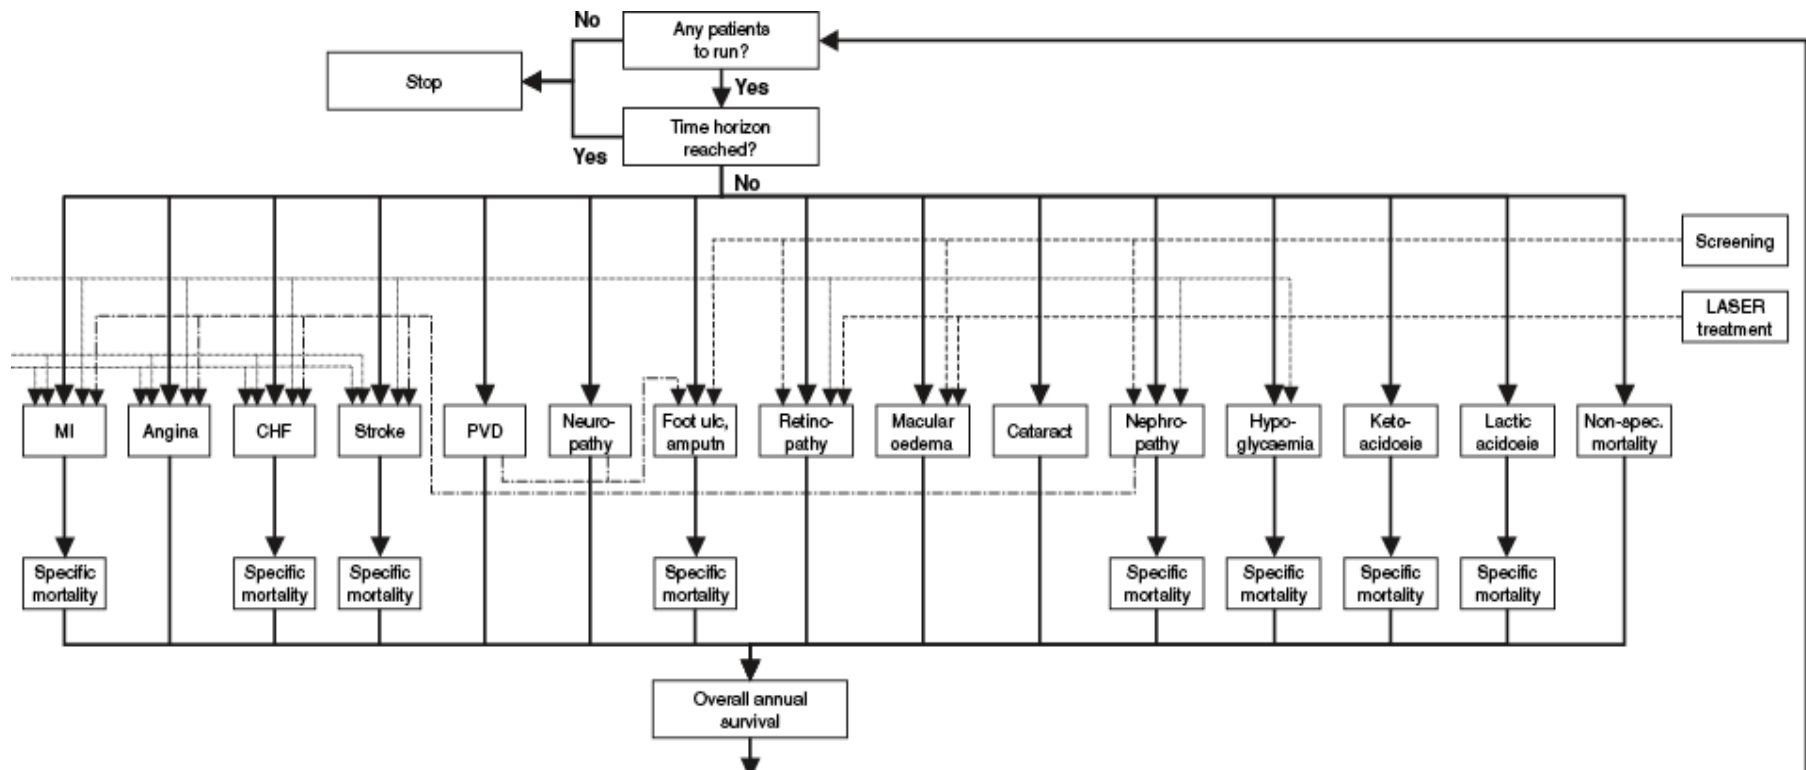 No
Any patients
to run?
Stop
Yes
Time horizon
reached?
Yes
No
Screening
LASER
treatment
MI
Angina
CHF
Stroke
PVD
Neuro-
pathy
Foot ulc,
amputn
Retino-
pathy
Macular
oedema
Cataract
Nephro-
pathy
Hypo-
glycaemia
Keto-
acidosis
Lactic
acidosis
Non-spec.
mortality
Specific
mortality
Specific
mortality
Specific
mortality
Specific
mortality
Specific
mortality
Specific
mortality
Specific
mortality
Specific
mortality
Overall annual
survival